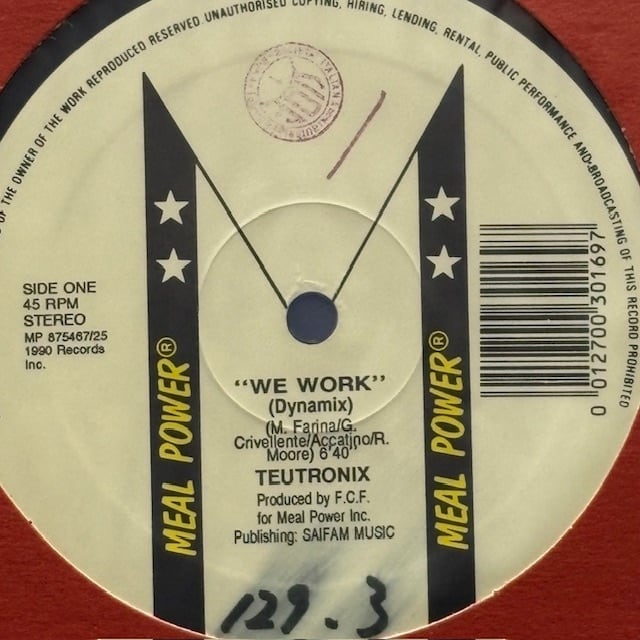 S OF THE OWNER OF THE WORK REPRODUCED RESERVED UNAUTHORISED COPYING, HIRING, LENDING, RENTAL, PUBLIC PERFORMANCE AND BROADCASTING OF THIS RECORD PROHIBITED
SIDE ONE
45 RPM
STEREO
MP 875467/25
1990 Records
Inc.
MEAL POWER®
MEAL POWER®
0 012700 301697
"WE WORK"
(Dynamix)
(M. Farina/G.
Crivellente/Accatino/R.
Moore) 6'40"
TEUTRONIX
Produced by F.C.F.
for Meal Power Inc.
Publishing: SAIFAM MUSIC
129.3